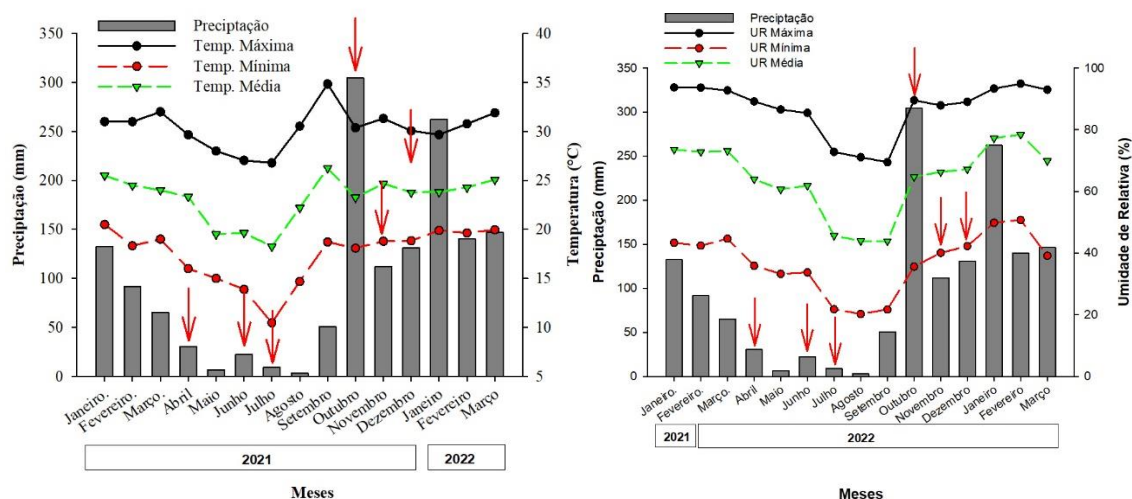 Preciptação
Temp. Máxima
Temp. Mínima
Temp. Média
350
300
250
200
150
100
50
0
Precipitação (mm)
40
35
30
25
20
15
10
5
Temperatura (°C)
Janeiro.
Fevereiro.
Março.
Abril
Maio
Junho
Julho
Agosto
Setembro
Outubro
Novembro
Dezembro
Janeiro
Fevereiro
Março
2021
2022
Meses
Preciptação
UR Máxima
UR Mínima
UR Média
350
300
250
200
150
100
50
0
Precipitação (mm)
100
80
60
40
20
0
Umidade de Relativa (%)
Janeiro.
Fevereiro.
Março.
Abril
Maio
Junho
Julho
Agosto
Setembro
Outubro
Novembro
Dezembro
Janeiro
Fevereiro
Março
2021
2022
Meses